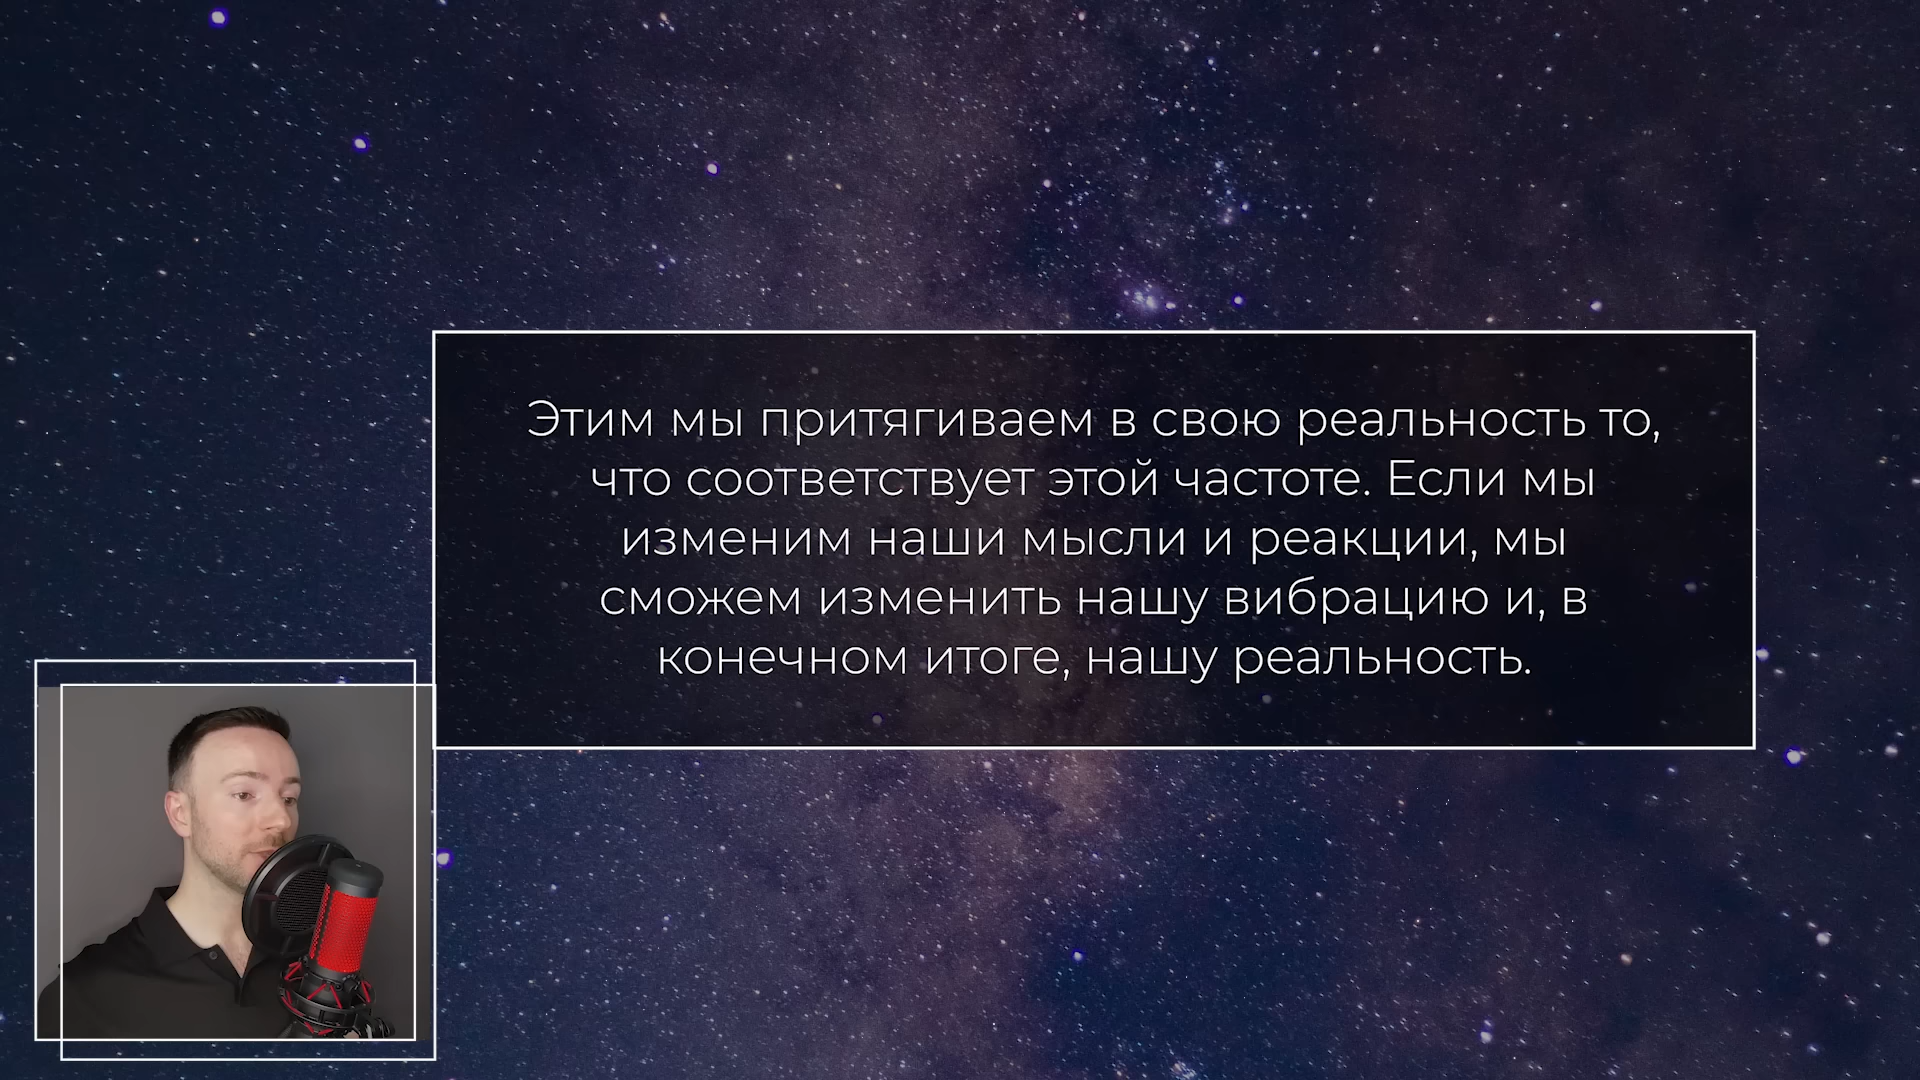 Этим мы притягиваем в свою реальность то,
что соответствует этой частоте. Если мы
изменим наши мысли и реакции, мы
сможем изменить нашу вибрацию и, в
конечном итоге, нашу реальность.